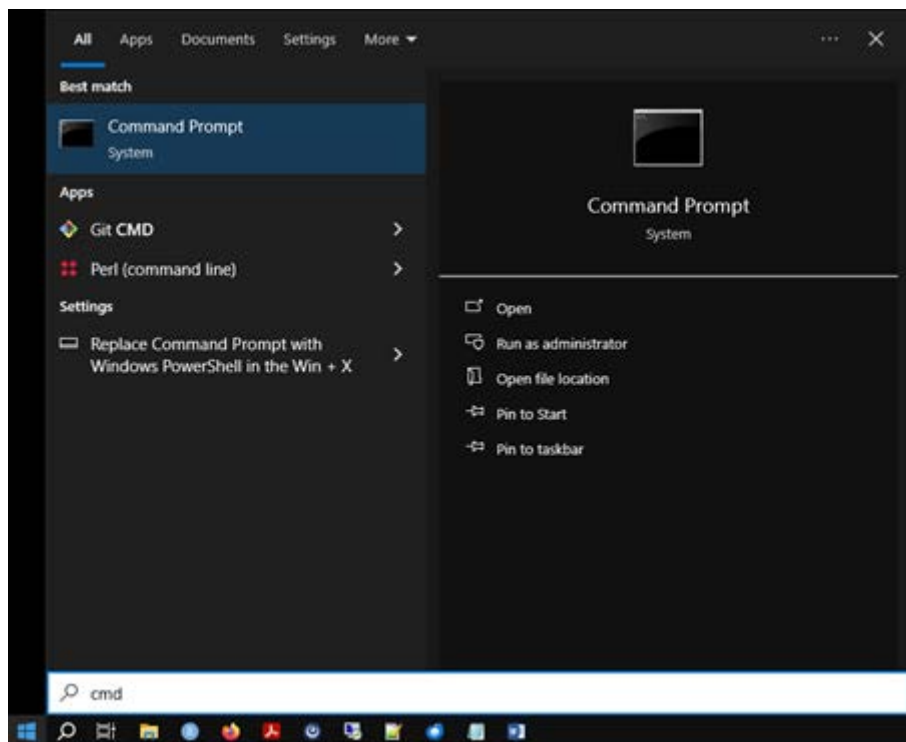 All Apps Documents Settings More
Best match
Command Prompt
System
Apps
Git CMD
Perl (command line)
Settings
Replace Command Prompt with
Windows PowerShell in the Win + X
Command Prompt
System
Open
Run as administrator
Open file location
Pin to Start
Pin to taskbar
cmd